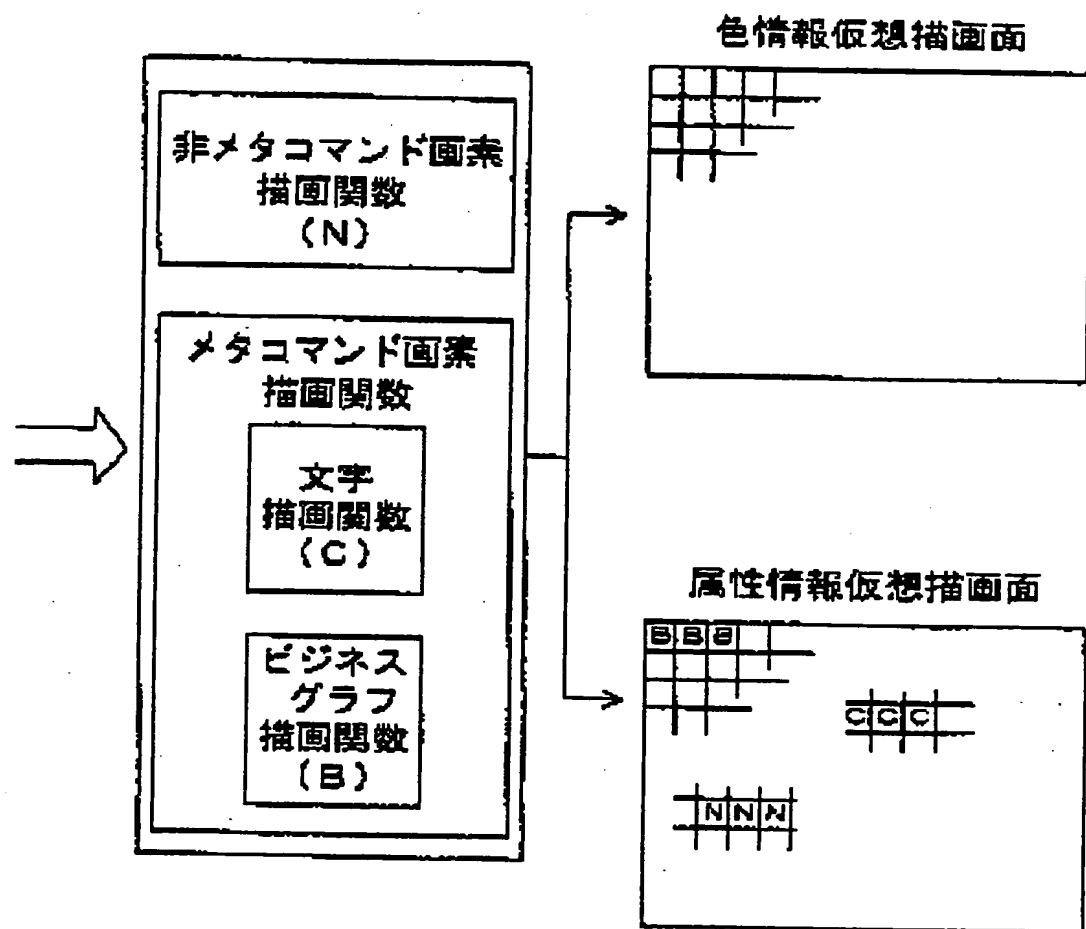 非メタコマンド画素
描画関数
(N)
メタコマンド画素
描画関数
文字
描画関数
(C)
ビジネス
グラフ
描画関数
(B)
色情報仮想描画面
属性情報仮想描画面
B B B
C C C
N N N